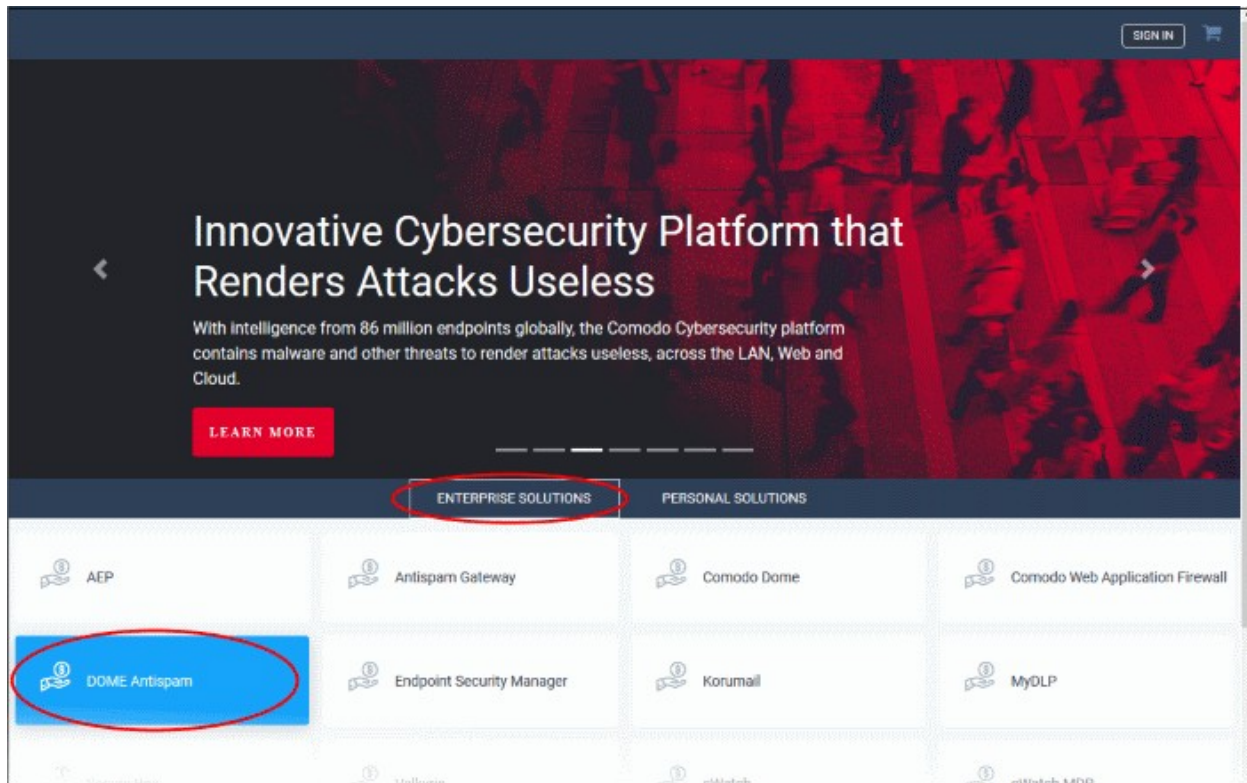 SIGN IN
Innovative Cybersecurity Platform that
Renders Attacks Useless
With intelligence from 86 million endpoints globally, the Comodo Cybersecurity platform
contains malware and other threats to render attacks useless, across the LAN, Web and
Cloud.
LEARN MORE
ENTERPRISE SOLUTIONS PERSONAL SOLUTIONS
AEP Antispam Gateway Comodo Dome Comodo Web Application Firewall
DOME Antispam Endpoint Security Manager Korumail MyDLP